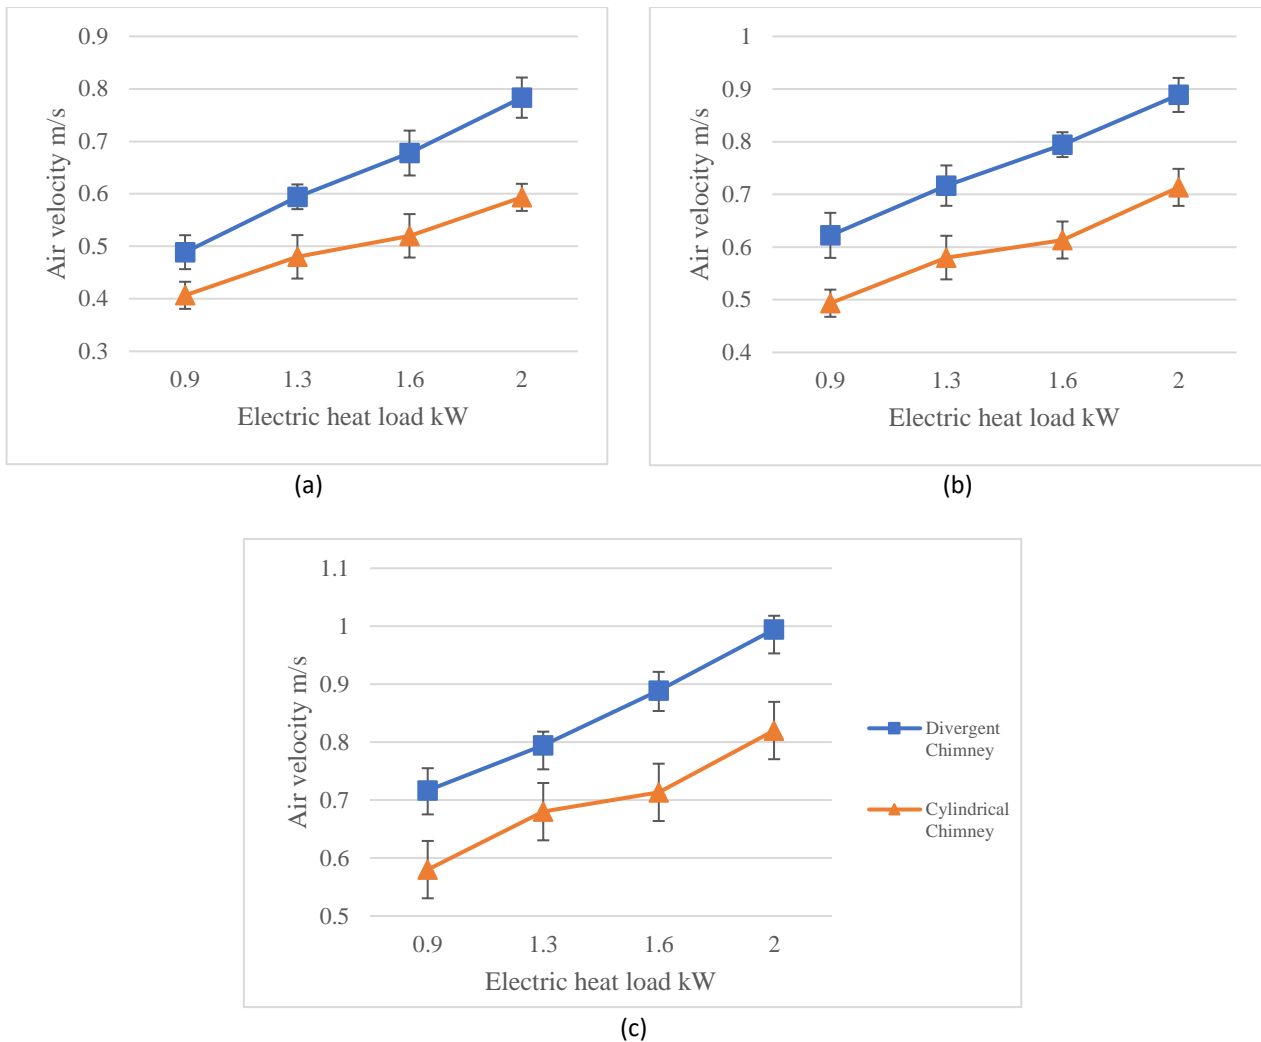 0.9
0.8
0.7
0.6
0.5
0.4
0.3
Air velocity m/s
0.9 1.3 1.6 2
Electric heat load kW
(a)
1
0.9
0.8
0.7
0.6
0.5
0.4
Air velocity m/s
0.9 1.3 1.6 2
Electric heat load kW
(b)
1.1
1
0.9
0.8
0.7
0.6
0.5
Air velocity m/s
0.9 1.3 1.6 2
Electric heat load kW
Divergent
Chimney
Cylindrical
Chimney
(c)